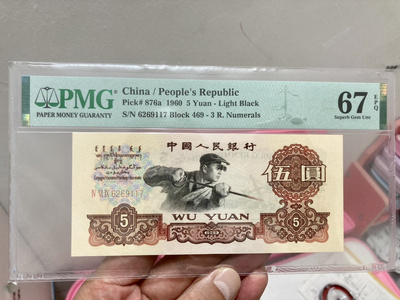 PMG
PAPER MONEY GUARANTY
China / People's Republic
Pick# 876a 1960 5 Yuan - Light Black
S/N 6269117 Block 469 - 3 R. Numerals
67 EPQ
Superb Gem Unc
中國人民銀行
6269117
伍圓
5
WU YUAN
5